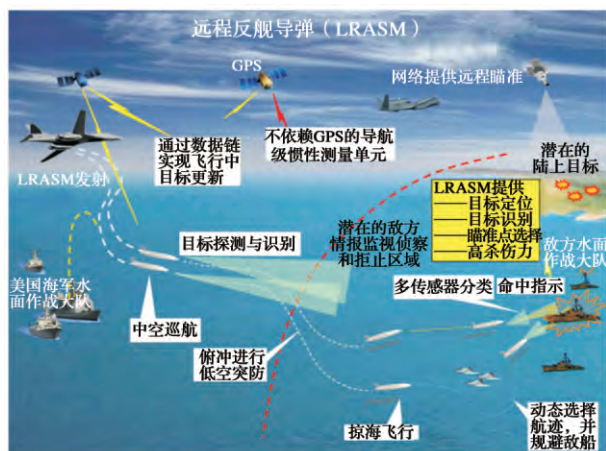 远程反舰导弹（LRASM）
GPS
网络提供远程瞄准
通过数据链
实现飞行中
目标更新
不依赖GPS的导航
级惯性测量单元
LRASM发射
潜在的
陆上目标
LRASM提供
——目标定位
——目标识别
——瞄准点选择
——高杀伤力
潜在的敌方
情报监视侦察
和拒止区域
目标探测与识别
敌方水面
作战大队
美国海军水
面作战大队
多传感器分类
命中指示
中空巡航
俯冲进行
低空突防
掠海飞行
动态选择
航迹，并
规避敌船